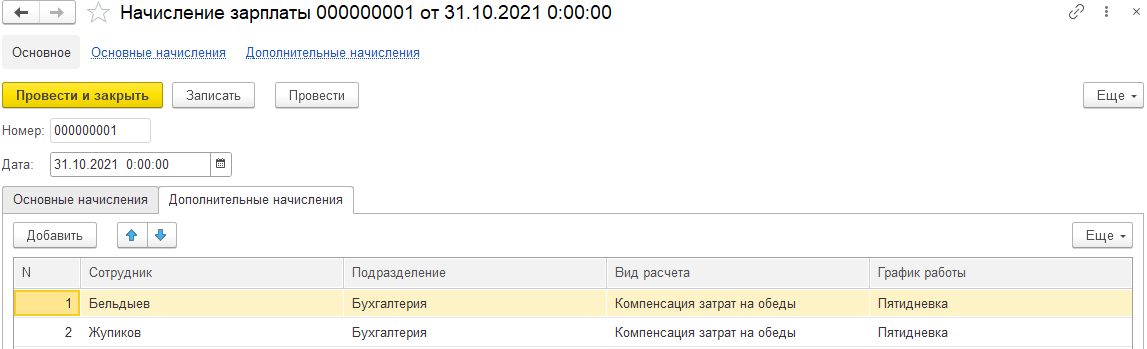 Начисление зарплаты 000000001 от 31.10.2021 0:00:00
Основное Основные начисления Дополнительные начисления
Провести и закрыть Записать Провести Еще
Номер: 000000001
Дата: 31.10.2021 0:00:00
Основные начисления Дополнительные начисления
Добавить Еще
N Сотрудник Подразделение Вид расчета График работы
1 Бельдыев Бухгалтерия Компенсация затрат на обеды Пятидневка
2 Жупиков Бухгалтерия Компенсация затрат на обеды Пятидневка